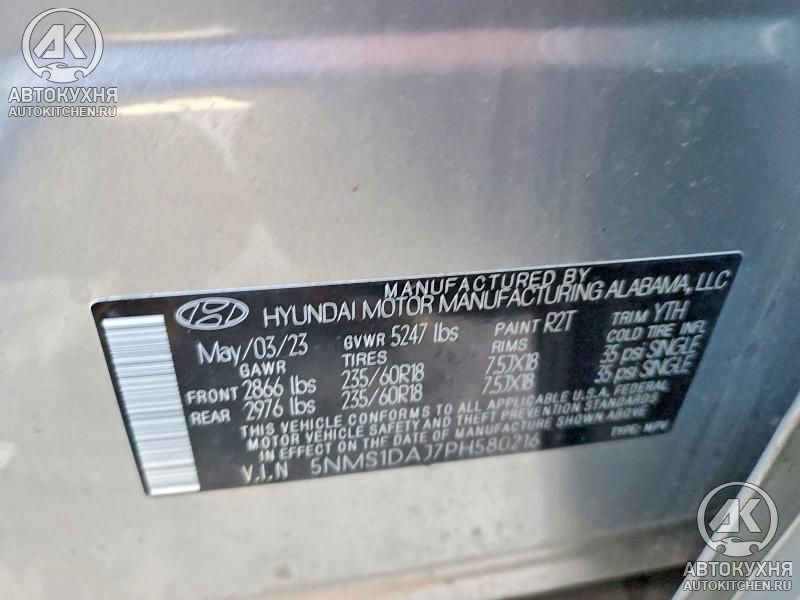 АК
АВТОКУХНЯ
AUTOKITCHEN.RU
MANUFACTURED BY
HYUNDAI MOTOR MANUFACTURING ALABAMA, LLC
May/03/23 GVWR 5247 lbs PAINT R2T TRIM YTH
GAWR TIRES RIMS COLD TIRE INFL
FRONT 2866 lbs 235/60R18 7.5JX18 35 psi SINGLE
REAR 2976 lbs 235/60R18 7.5JX18 35 psi SINGLE
THIS VEHICLE CONFORMS TO ALL APPLICABLE U.S.A. FEDERAL
MOTOR VEHICLE SAFETY AND THEFT PREVENTION STANDARDS
IN EFFECT ON THE DATE OF MANUFACTURE SHOWN ABOVE
V.I.N 5NMS1DAJ7PH580216 TYPE: MPV
АК
АВТОКУХНЯ
AUTOKITCHEN.RU